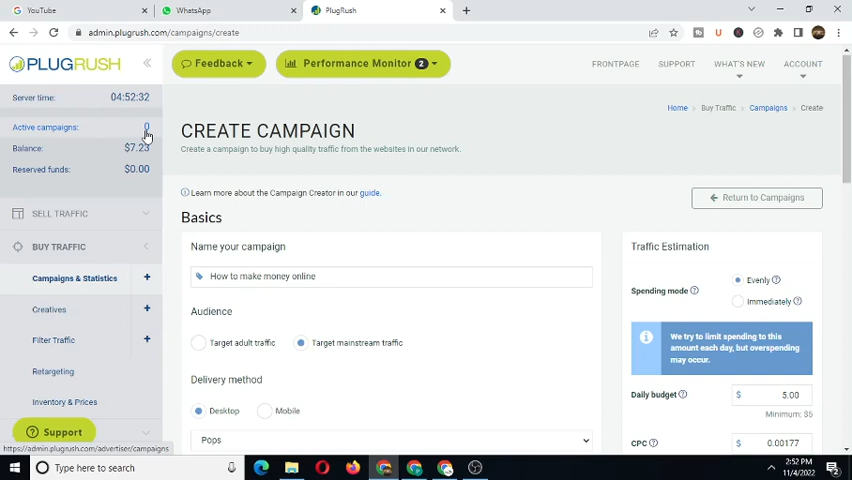 YouTube
WhatsApp
PlugRush
admin.plugrush.com/campaigns/create
PLUGRUSH
Feedback
Performance Monitor 2
FRONTPAGE
SUPPORT
WHAT'S NEW
ACCOUNT
Server time: 04:52:32
Active campaigns: 0
Balance: $7.23
Reserved funds: $0.00
SELL TRAFFIC
BUY TRAFFIC
Campaigns & Statistics
Creatives
Filter Traffic
Retargeting
Inventory & Prices
Support
https://admin.plugrush.com/advertiser/campaigns
Home > Buy Traffic > Campaigns > Create
CREATE CAMPAIGN
Create a campaign to buy high quality traffic from the websites in our network.
Learn more about the Campaign Creator in our guide.
Return to Campaigns
Basics
Name your campaign
How to make money online
Audience
Target adult traffic
Target mainstream traffic
Delivery method
Desktop
Mobile
Pops
Traffic Estimation
Spending mode
Evenly
Immediately
We try to limit spending to this
amount each day, but overspending
may occur.
Daily budget
$ 5.00
Minimum: $5
CPC
$ 0.00177
Type here to search
2:52 PM
11/4/2022
2